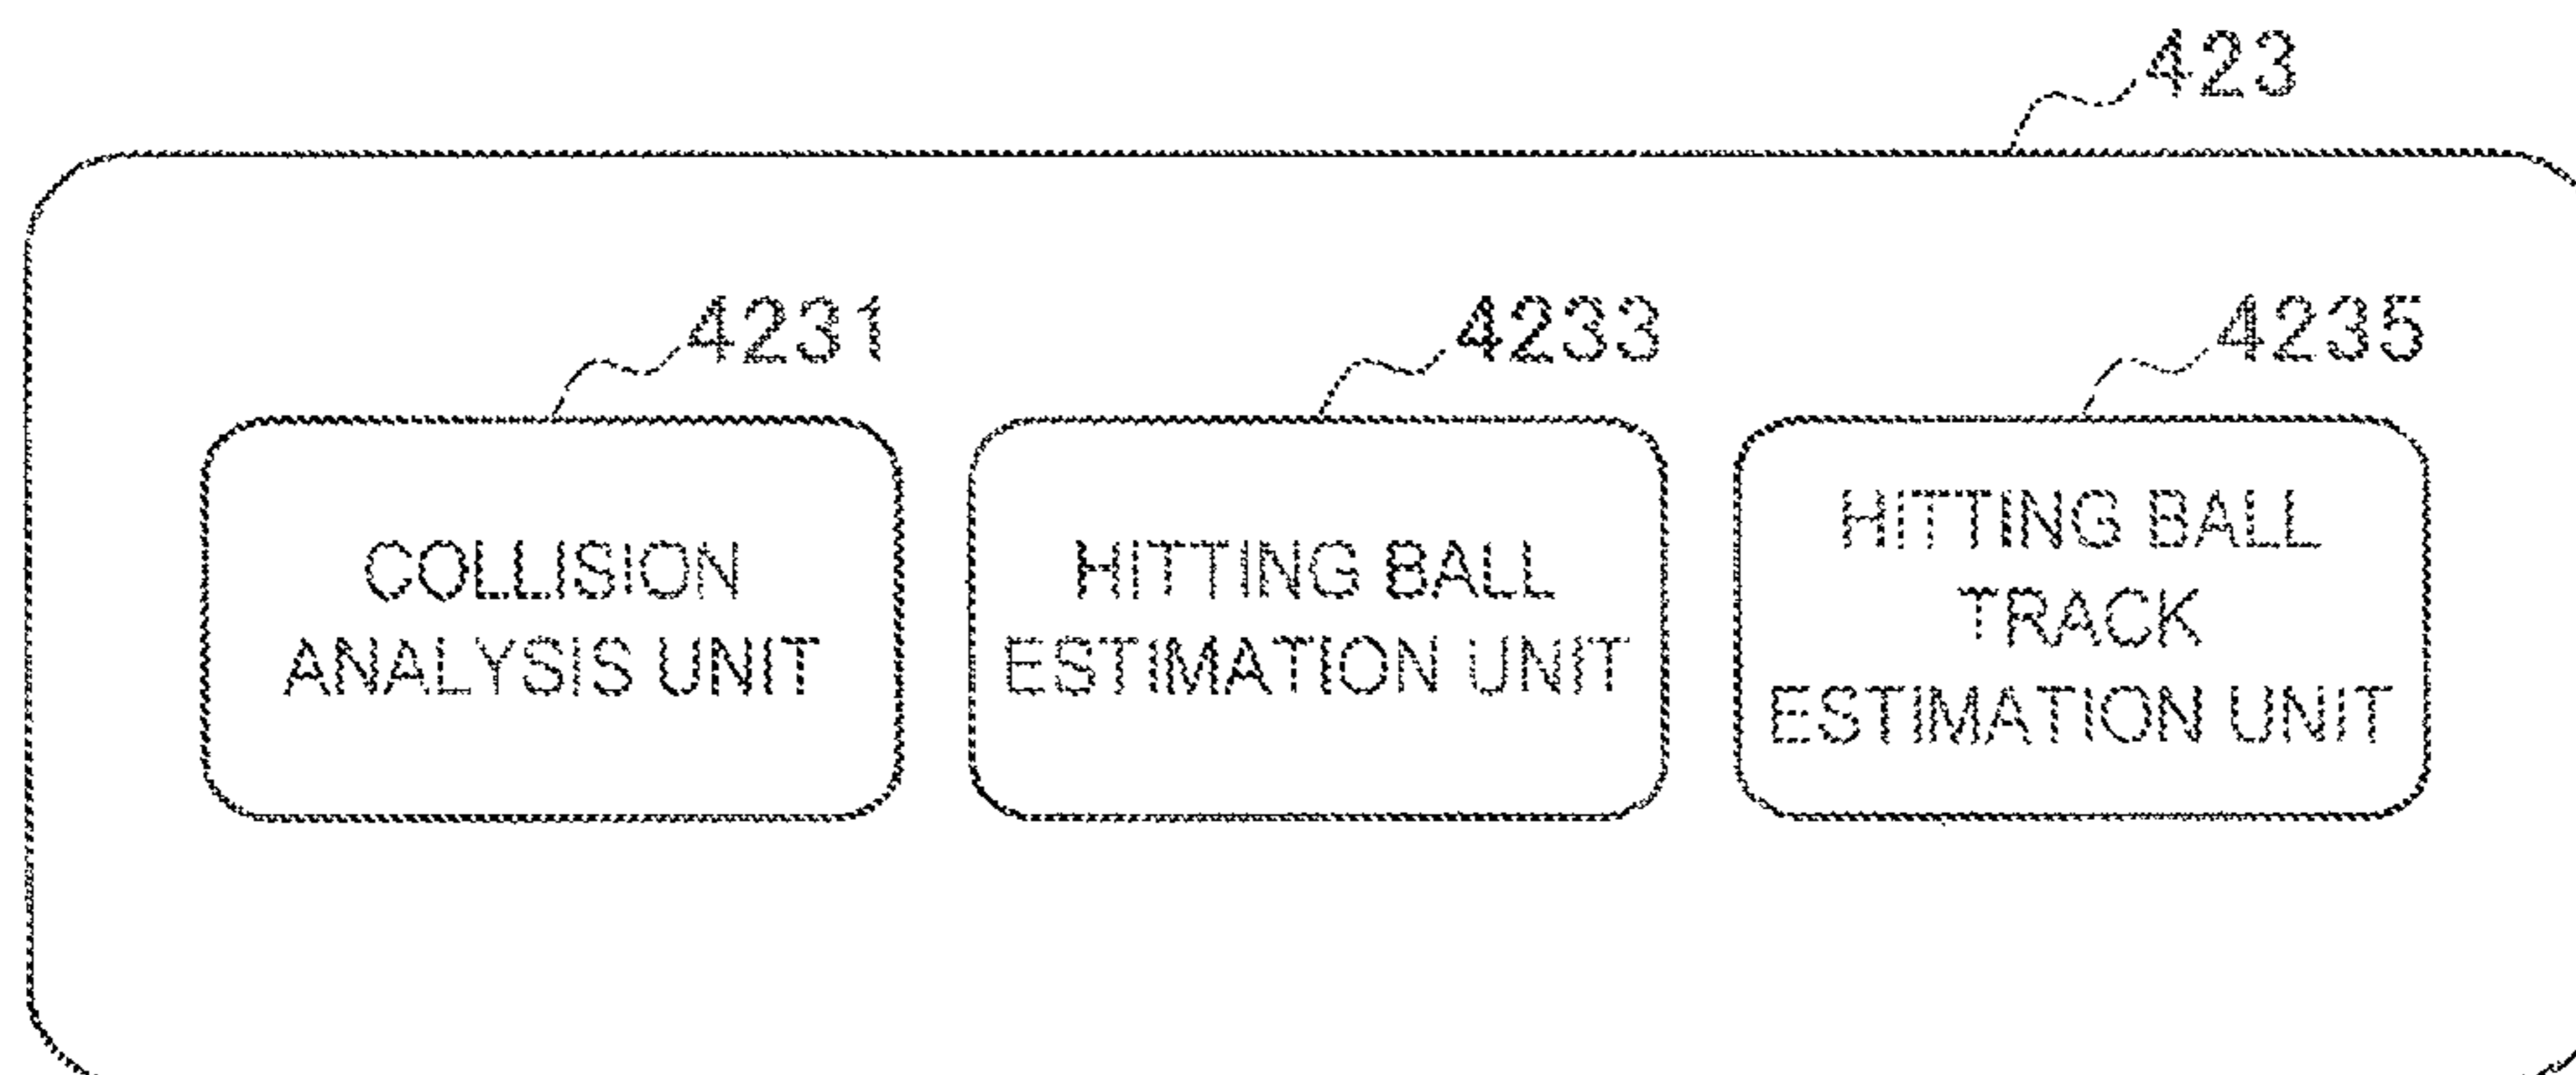 423
4231
4233
4235
COLLISION
ANALYSIS UNIT
HITTING BALL
ESTIMATION UNIT
HITTING BALL
TRACK
ESTIMATION UNIT